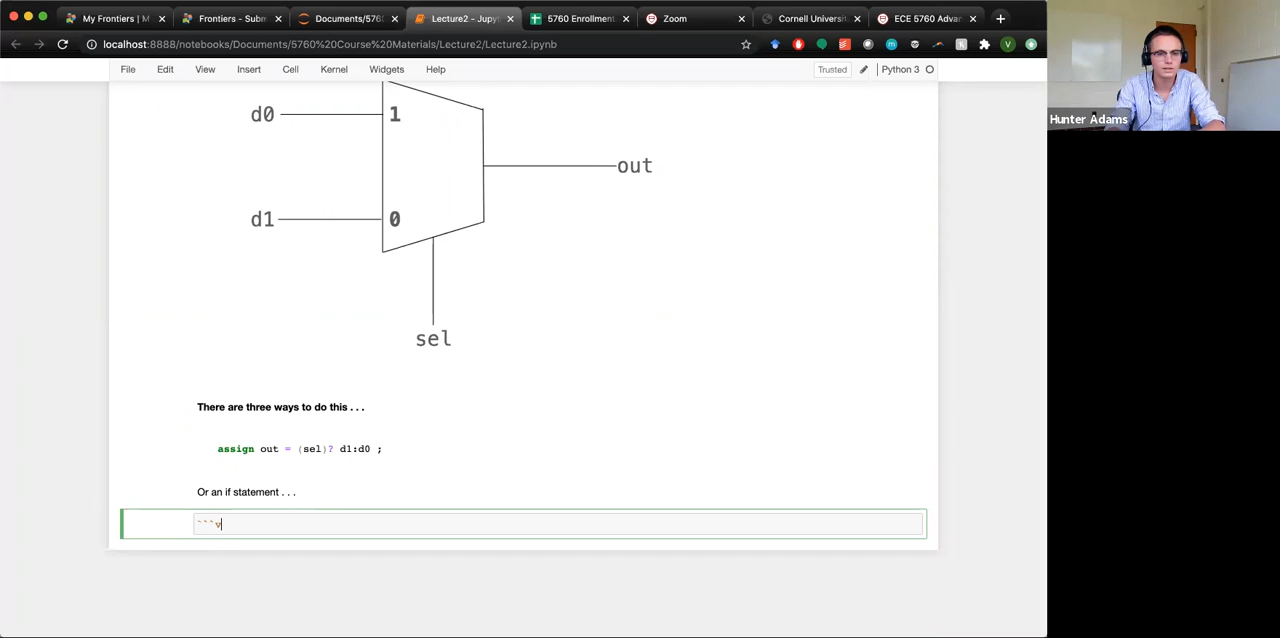 My Frontiers | M
Frontiers - Subm
Documents/5760
Lecture2 - Jupyt
5760 Enrollment
Zoom
Cornell Universit
ECE 5760 Advan
localhost:8888/notebooks/Documents/5760%20Course%20Materials/Lecture2/Lecture2.ipynb
File Edit View Insert Cell Kernel Widgets Help Trusted Python 3
Hunter Adams
d0 1
out
d1 0
sel
There are three ways to do this . . .
assign out = (sel)? d1:d0 ;
Or an if statement . . .
```v